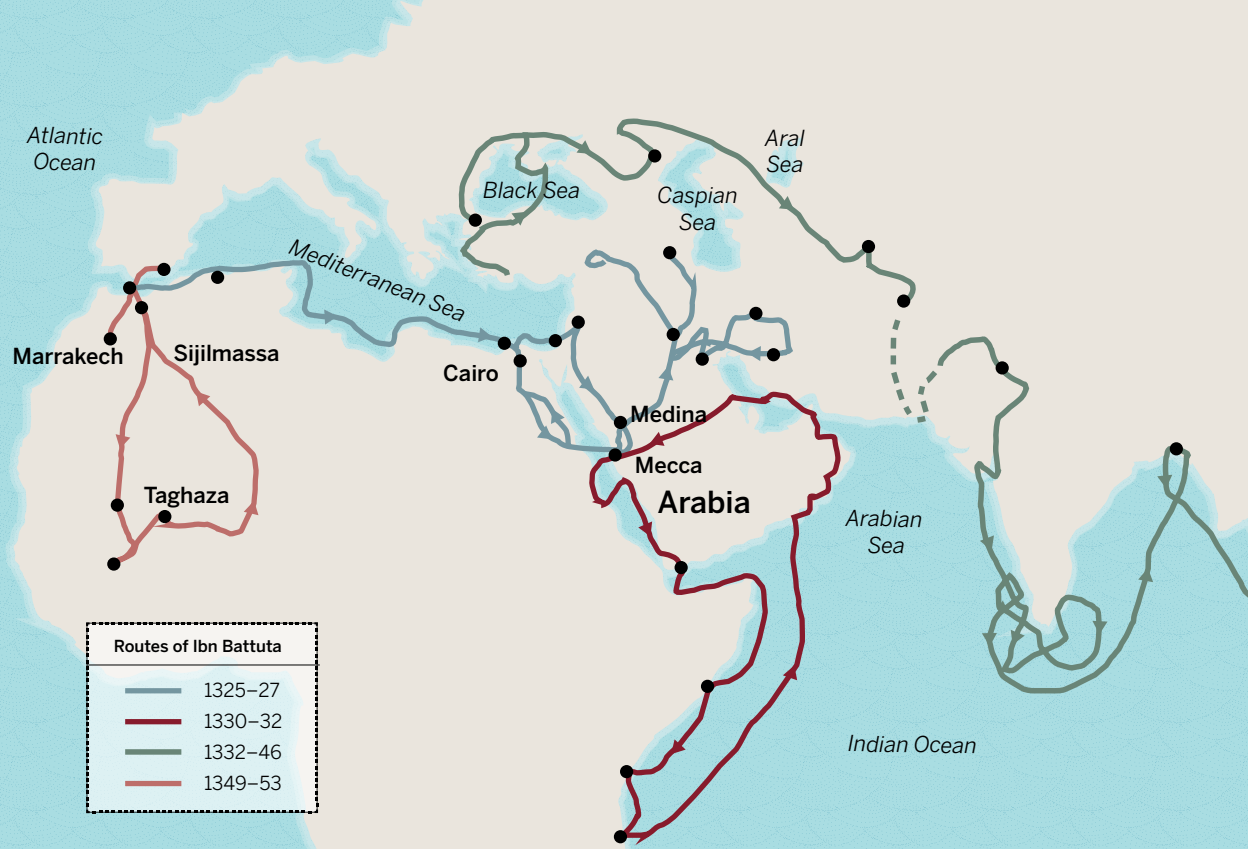 Atlantic
Ocean
Aral
Sea
Black Sea
Caspian
Sea
Mediterranean Sea
Marrakech
Sijilmassa
Cairo
Medina
Mecca
Taghaza
Arabia
Arabian
Sea
Routes of Ibn Battuta
1325–27
1330–32
1332–46
1349–53
Indian Ocean